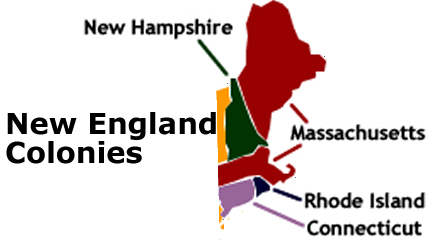 New Hampshire
New England
Colonies
Massachusetts
Rhode Island
Connecticut